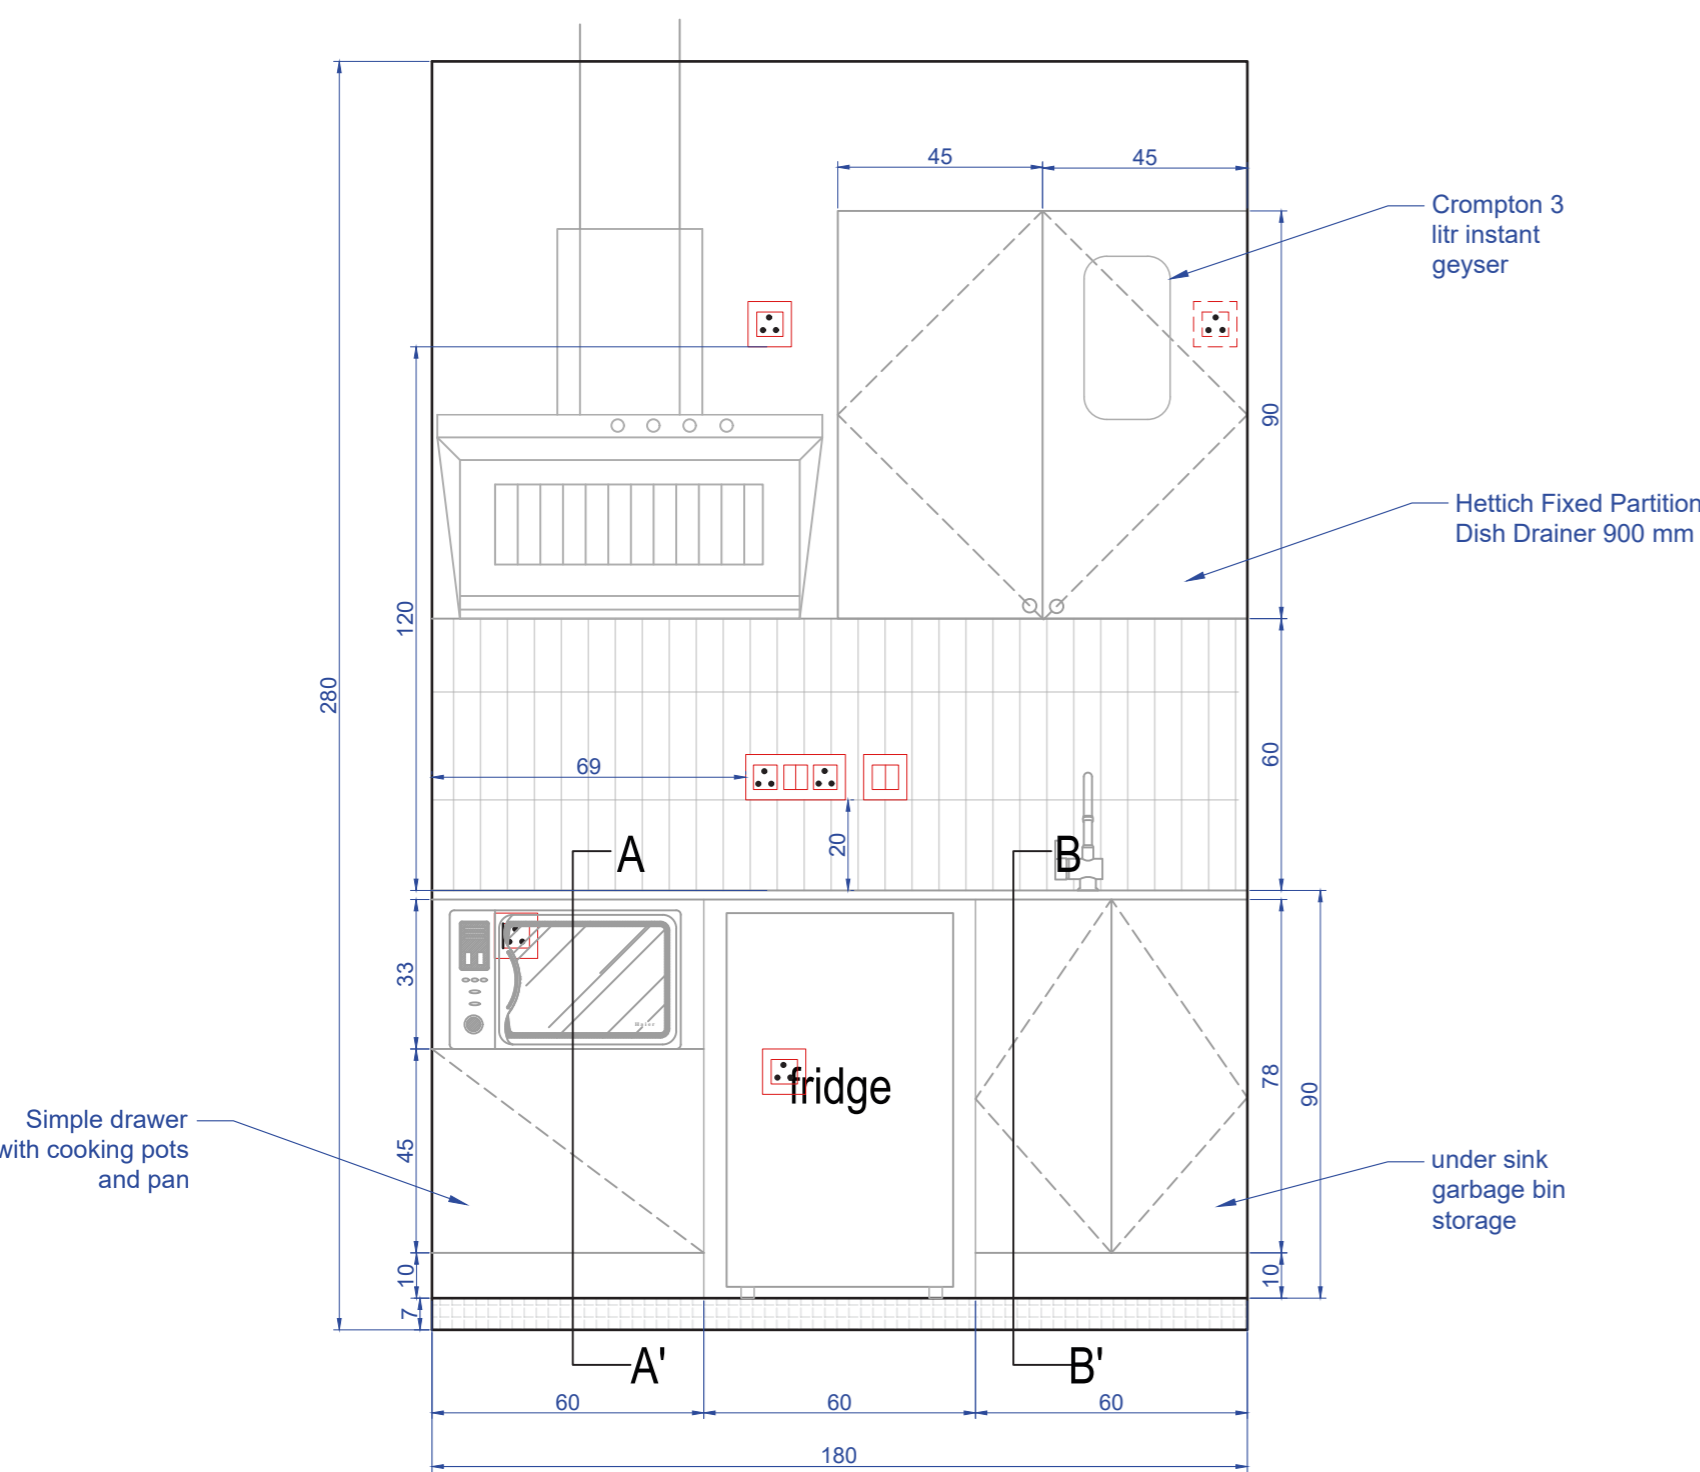 45
45
Crompton 3
litr instant
geyser
90
Hettich Fixed Partition
Dish Drainer 900 mm
120
280
69
60
20
A
B
33
fridge
78
90
Simple drawer
with cooking pots
and pan
45
under sink
garbage bin
storage
10
10
7
A'
B'
60
60
60
180